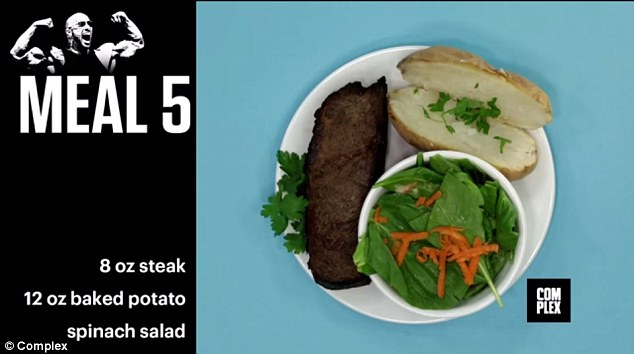 MEAL 5
8 oz steak
12 oz baked potato
spinach salad
© Complex
COM
PLEX